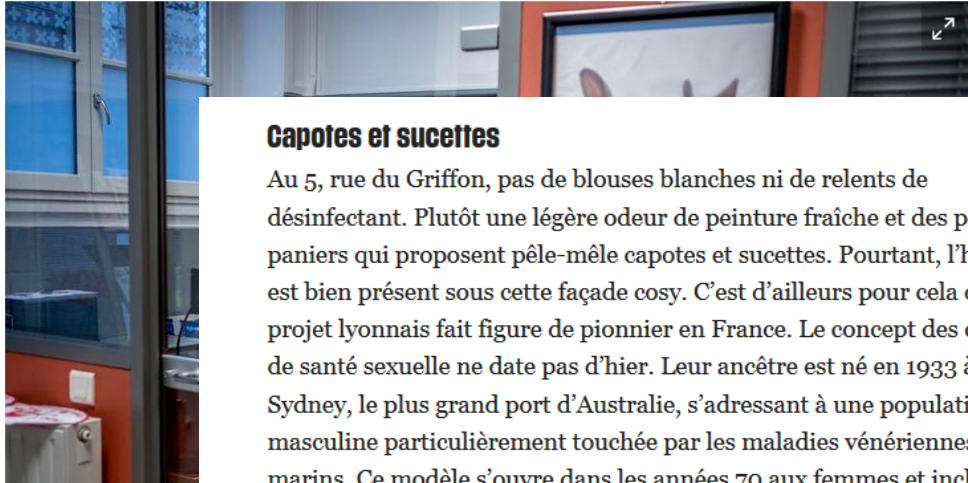 Capotes et sucettes
Au 5, rue du Griffon, pas de blouses blanches ni de relents de
désinfectant. Plutôt une légère odeur de peinture fraîche et des
paniers qui proposent pêle-mêle capotes et sucettes. Pourtant,
est bien présent sous cette façade cosy. C’est d’ailleurs pour cela
projet lyonnais fait figure de pionnier en France. Le concept des
de santé sexuelle ne date pas d’hier. Leur ancêtre est né en 1933 à
Sydney, le plus grand port d’Australie, s’adressant à une
masculine particulièrement touchée par les maladies vénériennes
marins. Ce modèle s’ouvre dans les années 70 aux femmes et